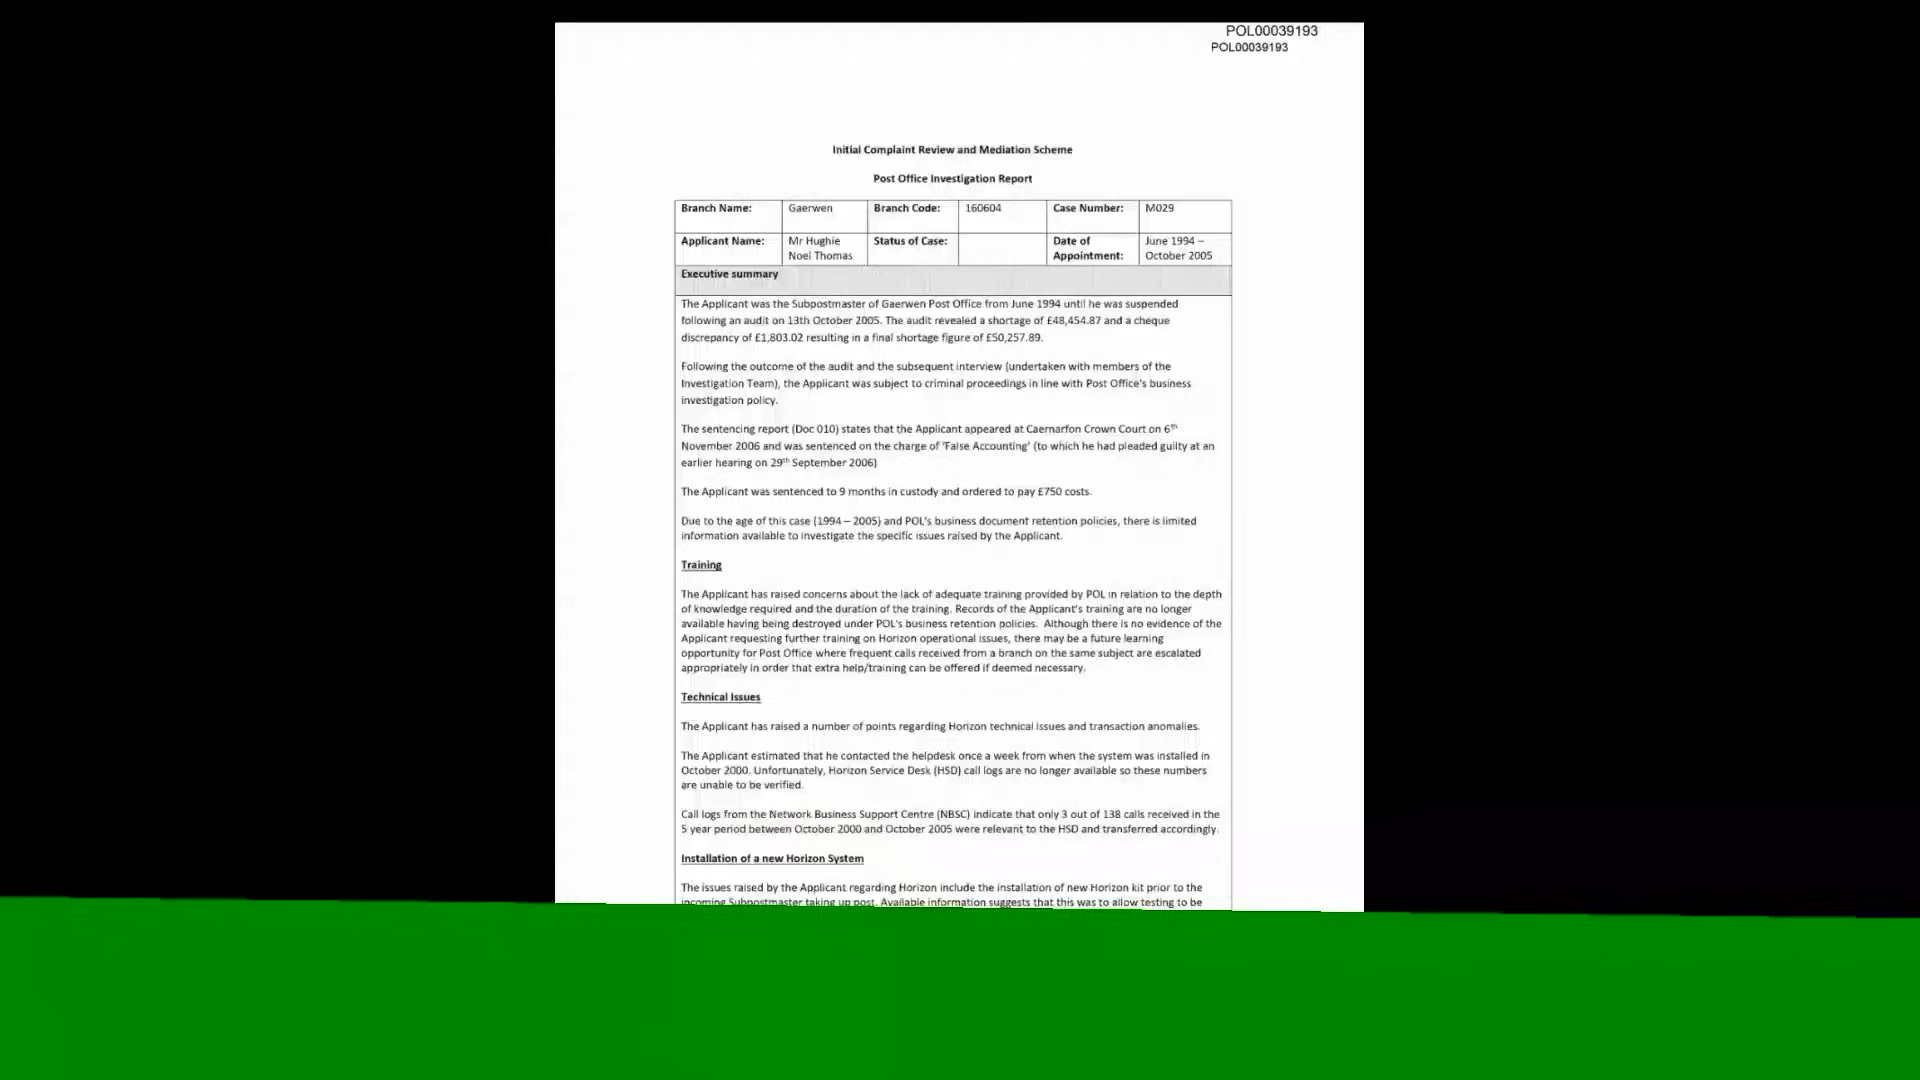 POL00039193
POL00039193
Initial Complaint Review and Mediation Scheme
Post Office Investigation Report
Branch Name: Gaerwen Branch Code: 160604 Case Number: M029
Applicant Name: Mr Hughie Noel Thomas Status of Case: Date of Appointment: June 1994 – October 2005
Executive summary
The Applicant was the Subpostmaster of Gaerwen Post Office from June 1994 until he was suspended
following an audit on 13th October 2005. The audit revealed a shortage of £48,454.87 and a cheque
discrepancy of £1,803.02 resulting in a final shortage figure of £50,257.89.
Following the outcome of the audit and the subsequent interview (undertaken with members of the
Investigation Team), the Applicant was subject to criminal proceedings in line with Post Office's business
investigation policy.
The sentencing report (Doc 010) states that the Applicant appeared at Caernarfon Crown Court on 6th
November 2006 and was sentenced on the charge of 'False Accounting' (to which he had pleaded guilty at an
earlier hearing on 29th September 2006)
The Applicant was sentenced to 9 months in custody and ordered to pay £750 costs.
Due to the age of this case (1994 – 2005) and POL's business document retention policies, there is limited
information available to investigate the specific issues raised by the Applicant.
Training
The Applicant has raised concerns about the lack of adequate training provided by POL in relation to the depth
of knowledge required and the duration of the training. Records of the Applicant's training are no longer
available having being destroyed under POL's business retention policies. Although there is no evidence of the
Applicant requesting further training on Horizon operational issues, there may be a future learning
opportunity for Post Office where frequent calls received from a branch on the same subject are escalated
appropriately in order that extra help/training can be offered if deemed necessary.
Technical Issues
The Applicant has raised a number of points regarding Horizon technical issues and transaction anomalies.
The Applicant estimated that he contacted the helpdesk once a week from when the system was installed in
October 2000. Unfortunately, Horizon Service Desk (HSD) call logs are no longer available so these numbers
are unable to be verified.
Call logs from the Network Business Support Centre (NBSC) indicate that only 3 out of 138 calls received in the
5 year period between October 2000 and October 2005 were relevant to the HSD and transferred accordingly.
Installation of a new Horizon System
The issues raised by the Applicant regarding Horizon include the installation of new Horizon kit prior to the
incoming Subpostmaster taking up post. Available information suggests that this was to allow testing to be